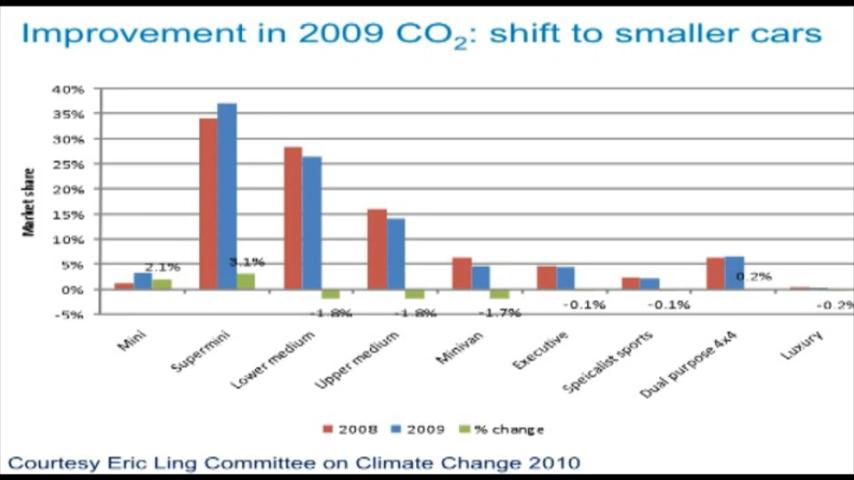 Improvement in 2009 CO2: shift to smaller cars
40%
35%
30%
25%
20%
15%
10%
5%
0%
-5%
Market share
2.1%
3.1%
-1.8%
-1.8%
-1.7%
-0.1%
-0.1%
0.2%
-0.2%
Mini
Supermini
Lower medium
Upper medium
Minivan
Executive
Speicalist sports
Dual purpose 4x4
Luxury
2008 2009 % change
Courtesy Eric Ling Committee on Climate Change 2010